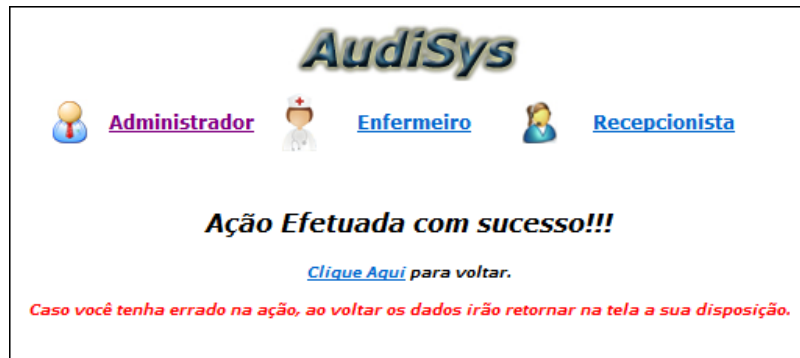 AudiSys
Administrador Enfermeiro Recepcionista
Ação Efetuada com sucesso!!!
Clique Aqui para voltar.
Caso você tenha errado na ação, ao voltar os dados irão retornar na tela a sua disposição.